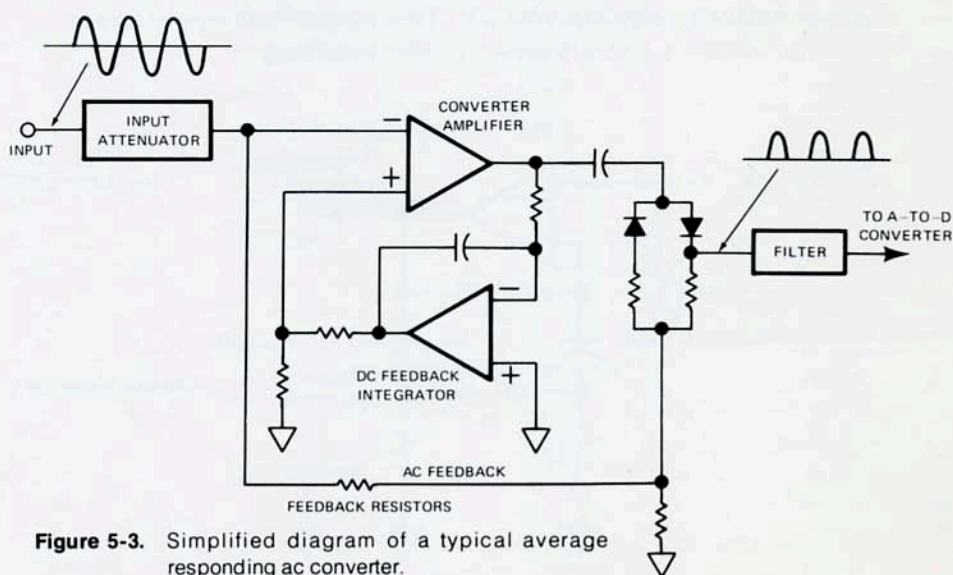 CONVERTER
AMPLIFIER
INPUT
INPUT
ATTENUATOR
−
+
TO A-TO-D
CONVERTER
FILTER
−
+
DC FEEDBACK
INTEGRATOR
AC FEEDBACK
FEEDBACK RESISTORS
Figure 5-3. Simplified diagram of a typical average
responding ac converter.